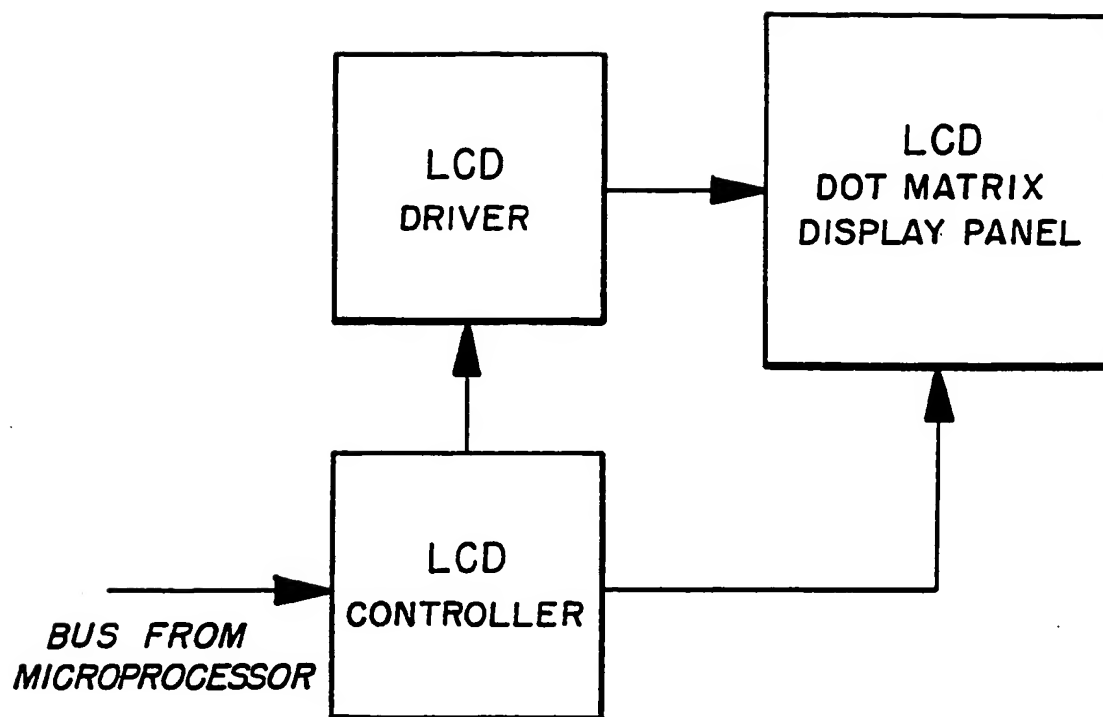 LCD
DRIVER
LCD
DOT MATRIX
DISPLAY PANEL
LCD
CONTROLLER
BUS FROM
MICROPROCESSOR